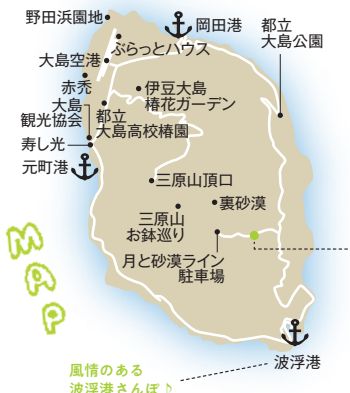 野田浜園地
岡田港
都立
大島公園
ぶらっとハウス
大島空港
赤禿
伊豆大島
椿花ガーデン
大島
観光協会
都立
大島高校椿園
寿し光
元町港
三原山頂口
裏砂漠
三原山
お鉢巡り
月と砂漠ライン
駐車場
MAP
波浮港
風情のある
波浮港さんぽ♪